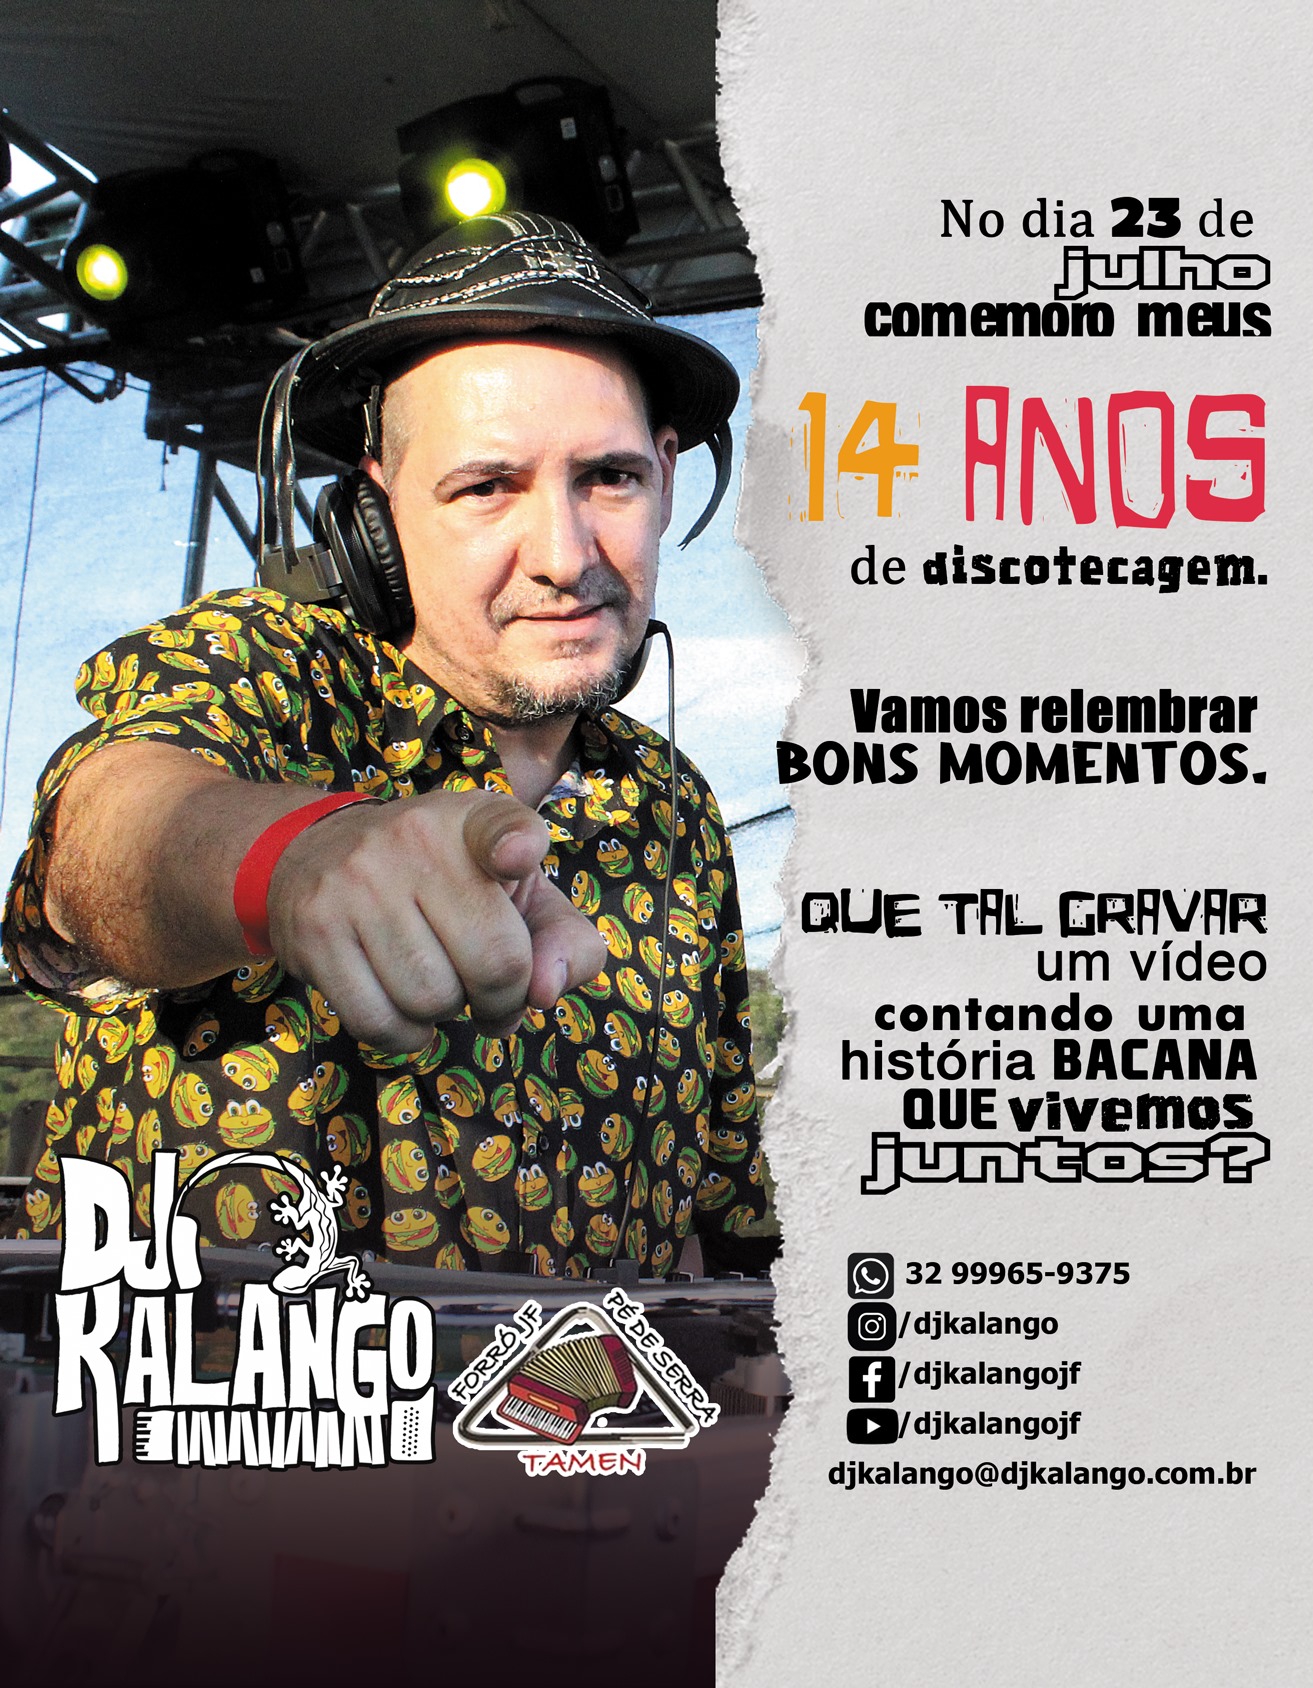 No dia 23 de
julho
comemoro meus
14 ANOS
de discotecagem.
Vamos relembrar
BONS MOMENTOS.
QUE TAL GRAVAR
um vídeo
contando uma
história BACANA
QUE vivemos
juntos?
32 99965-9375
/djkalango
/djkalangojf
/djkalangojf
djkalango@djkalango.com.br
DJ
KALANGO
FORRÓ JF
PÉ DE SERRA
TAMEN